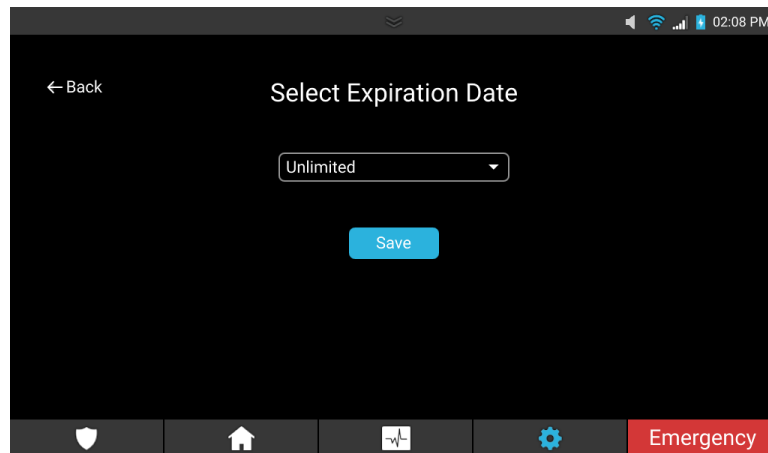 02:08 PM
Back
Select Expiration Date
Unlimited
Save
Emergency